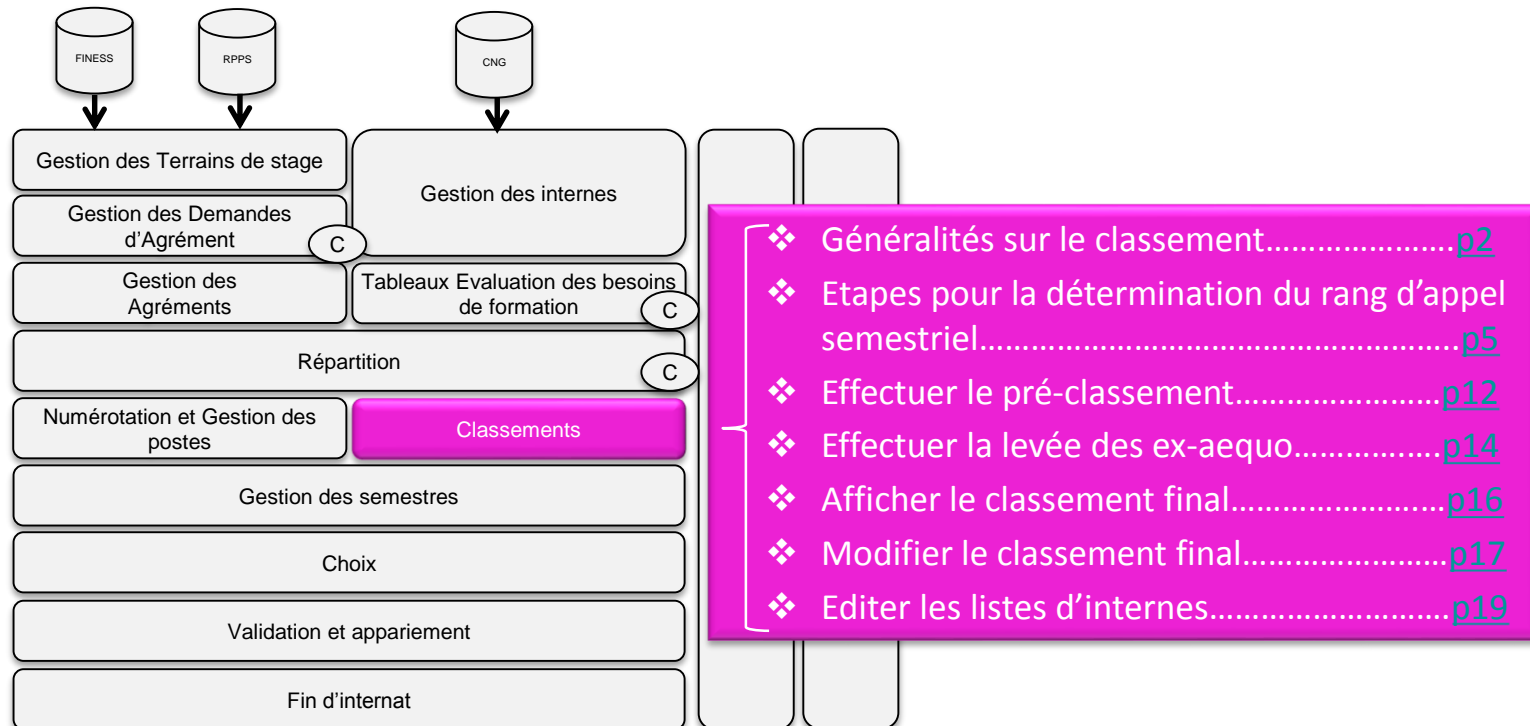 FINESS
RPPS
CNG
Gestion des Terrains de stage
Gestion des internes
Gestion des Demandes
d'Agrément
C
Gestion des
Agréments
Tableaux Evaluation des besoins
de formation
C
Répartition
C
Numérotation et Gestion des
postes
Classements
Gestion des semestres
Choix
Validation et appariement
Fin d'internat
❖ Généralités sur le classement…………………….p2
❖ Etapes pour la détermination du rang d'appel
semestriel……………………………………………..p5
❖ Effectuer le pré-classement……………………p12
❖ Effectuer la levée des ex-aequo……………..p14
❖ Afficher le classement final…………………….p16
❖ Modifier le classement final……………………p17
❖ Editer les listes d'internes……………………….p19